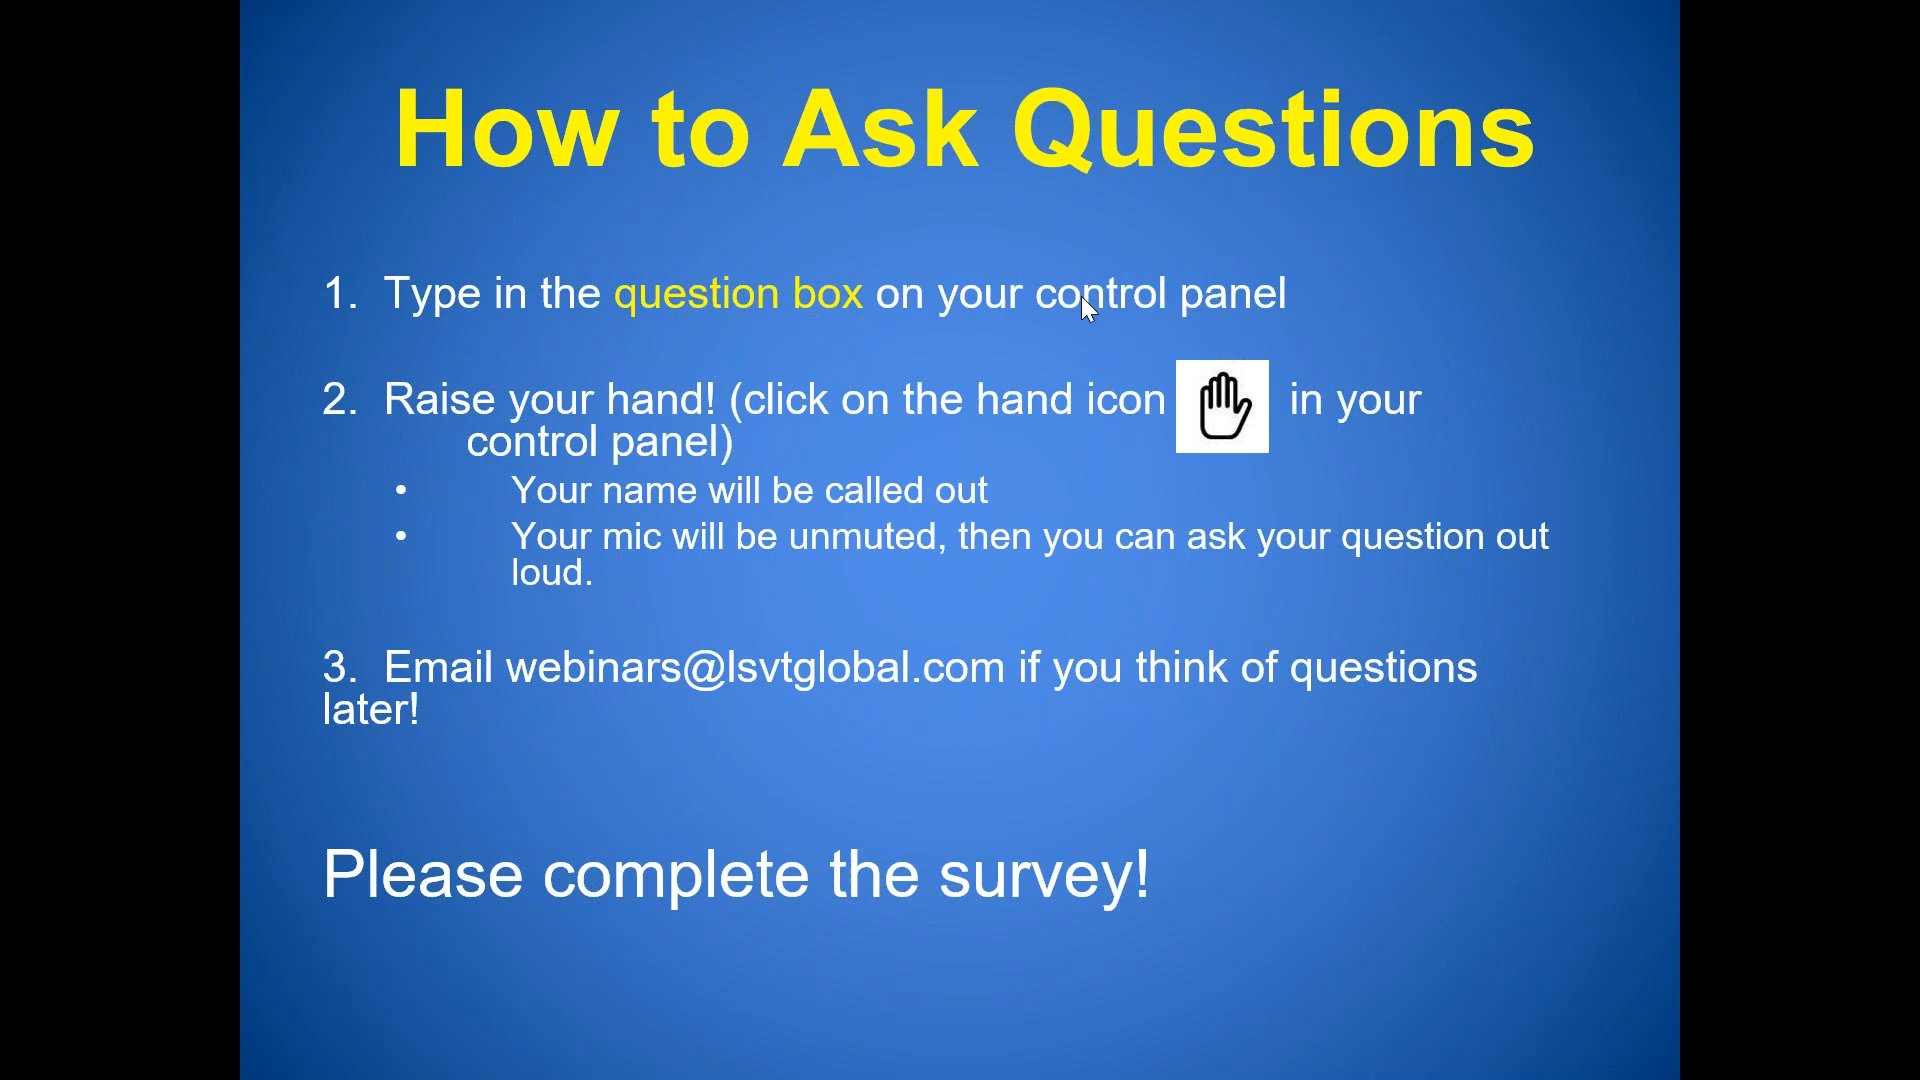 How to Ask Questions
1. Type in the question box on your control panel
2. Raise your hand! (click on the hand icon in your
control panel)
• Your name will be called out
• Your mic will be unmuted, then you can ask your question out
loud.
3. Email webinars@lsvtglobal.com if you think of questions
later!
Please complete the survey!